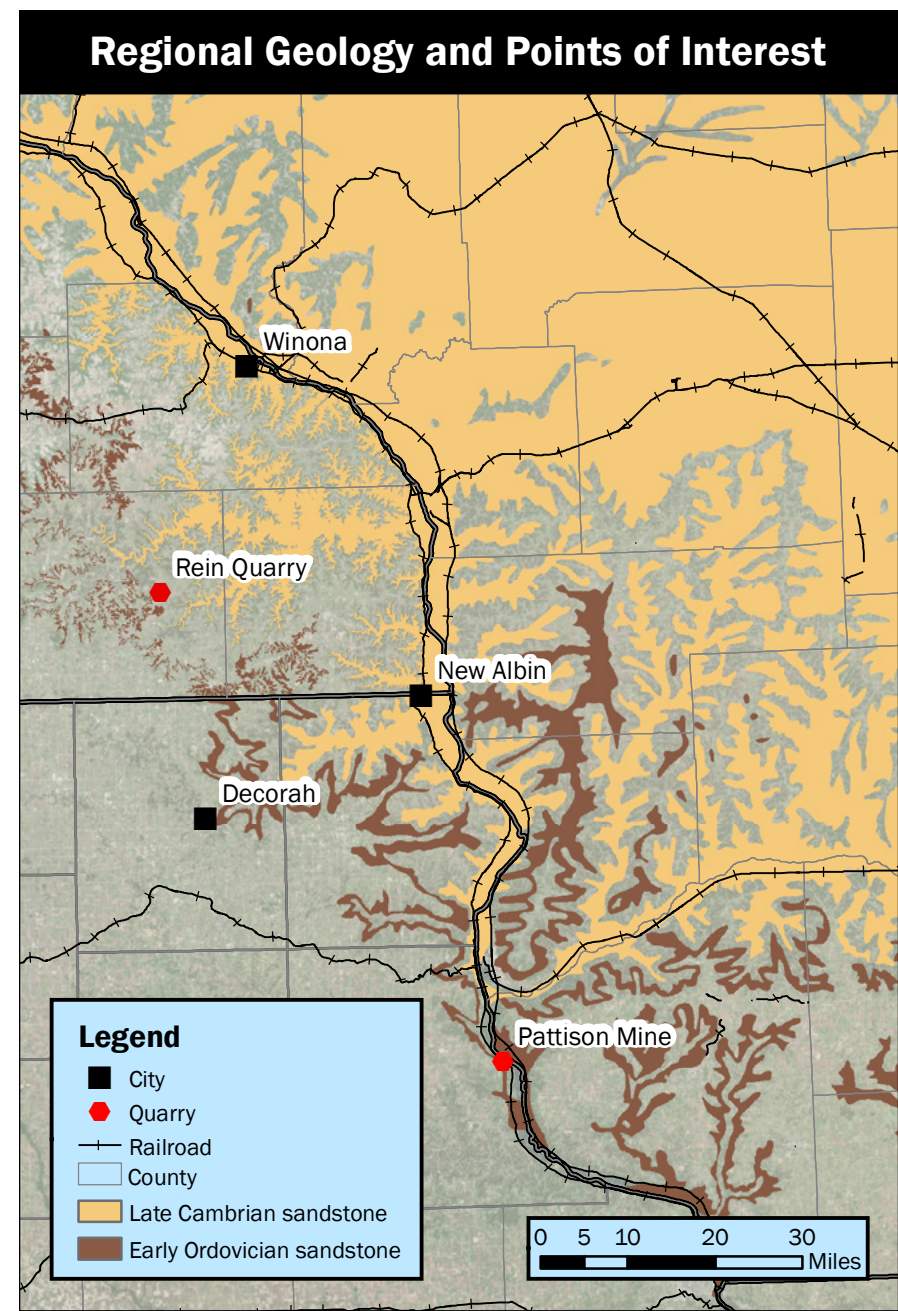 Regional Geology and Points of Interest
Winona
Rein Quarry
New Albin
Decorah
Pattison Mine
Legend
City
Quarry
Railroad
County
Late Cambrian sandstone
Early Ordovician sandstone
0 5 10 20 30
Miles